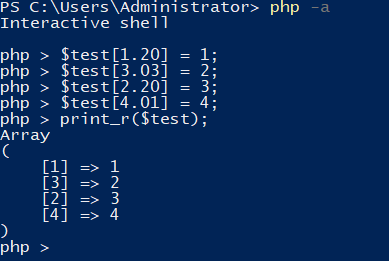 PS C:\Users\Administrator> php -a
Interactive shell
php > $test[1.20] = 1;
php > $test[3.03] = 2;
php > $test[2.20] = 3;
php > $test[4.01] = 4;
php > print_r($test);
Array
(
    [1] => 1
    [3] => 2
    [2] => 3
    [4] => 4
)
php >